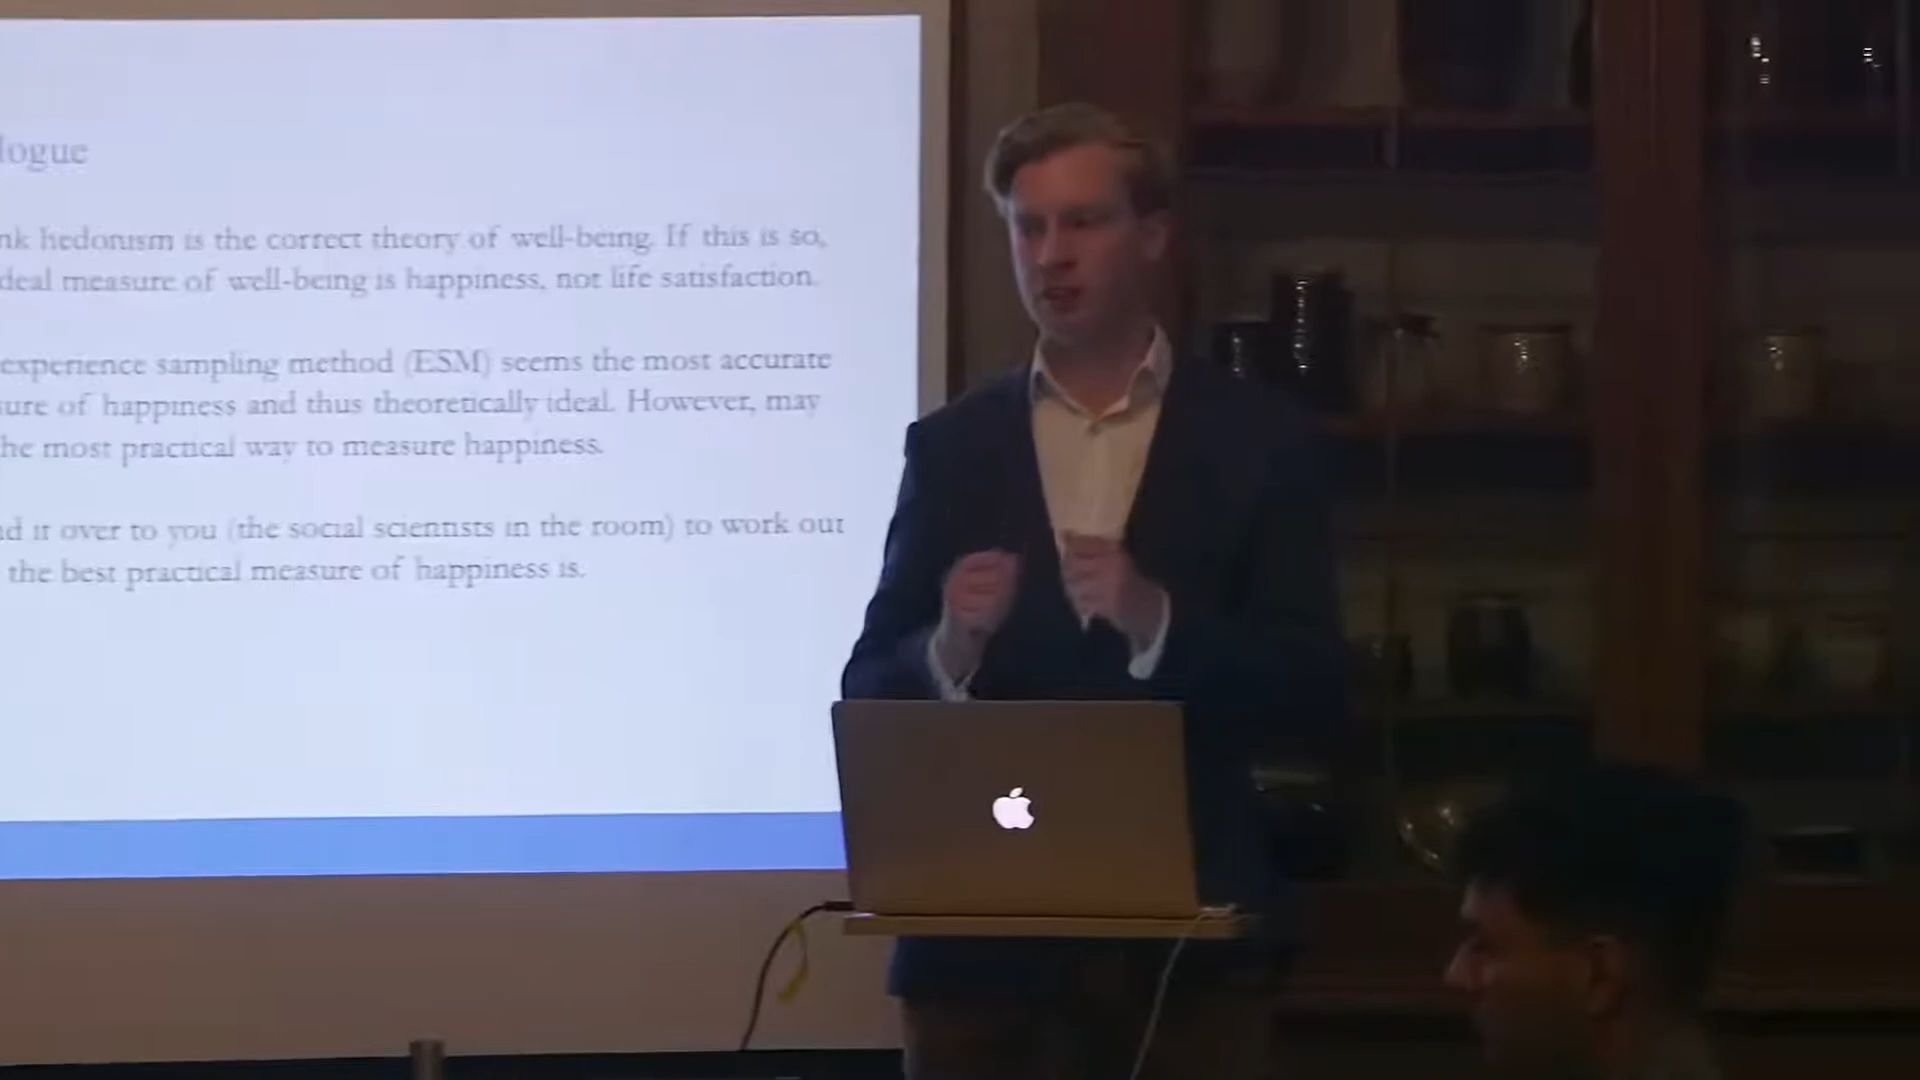 logue
nk hedonism is the correct theory of well-being. If this is so,
deal measure of well-being is happiness, not life satisfaction.
experience sampling method (ESM) seems the most accurate
sure of happiness and thus theoretically ideal. However, may
he most practical way to measure happiness.
nd it over to you (the social scientists in the room) to work out
the best practical measure of happiness is.